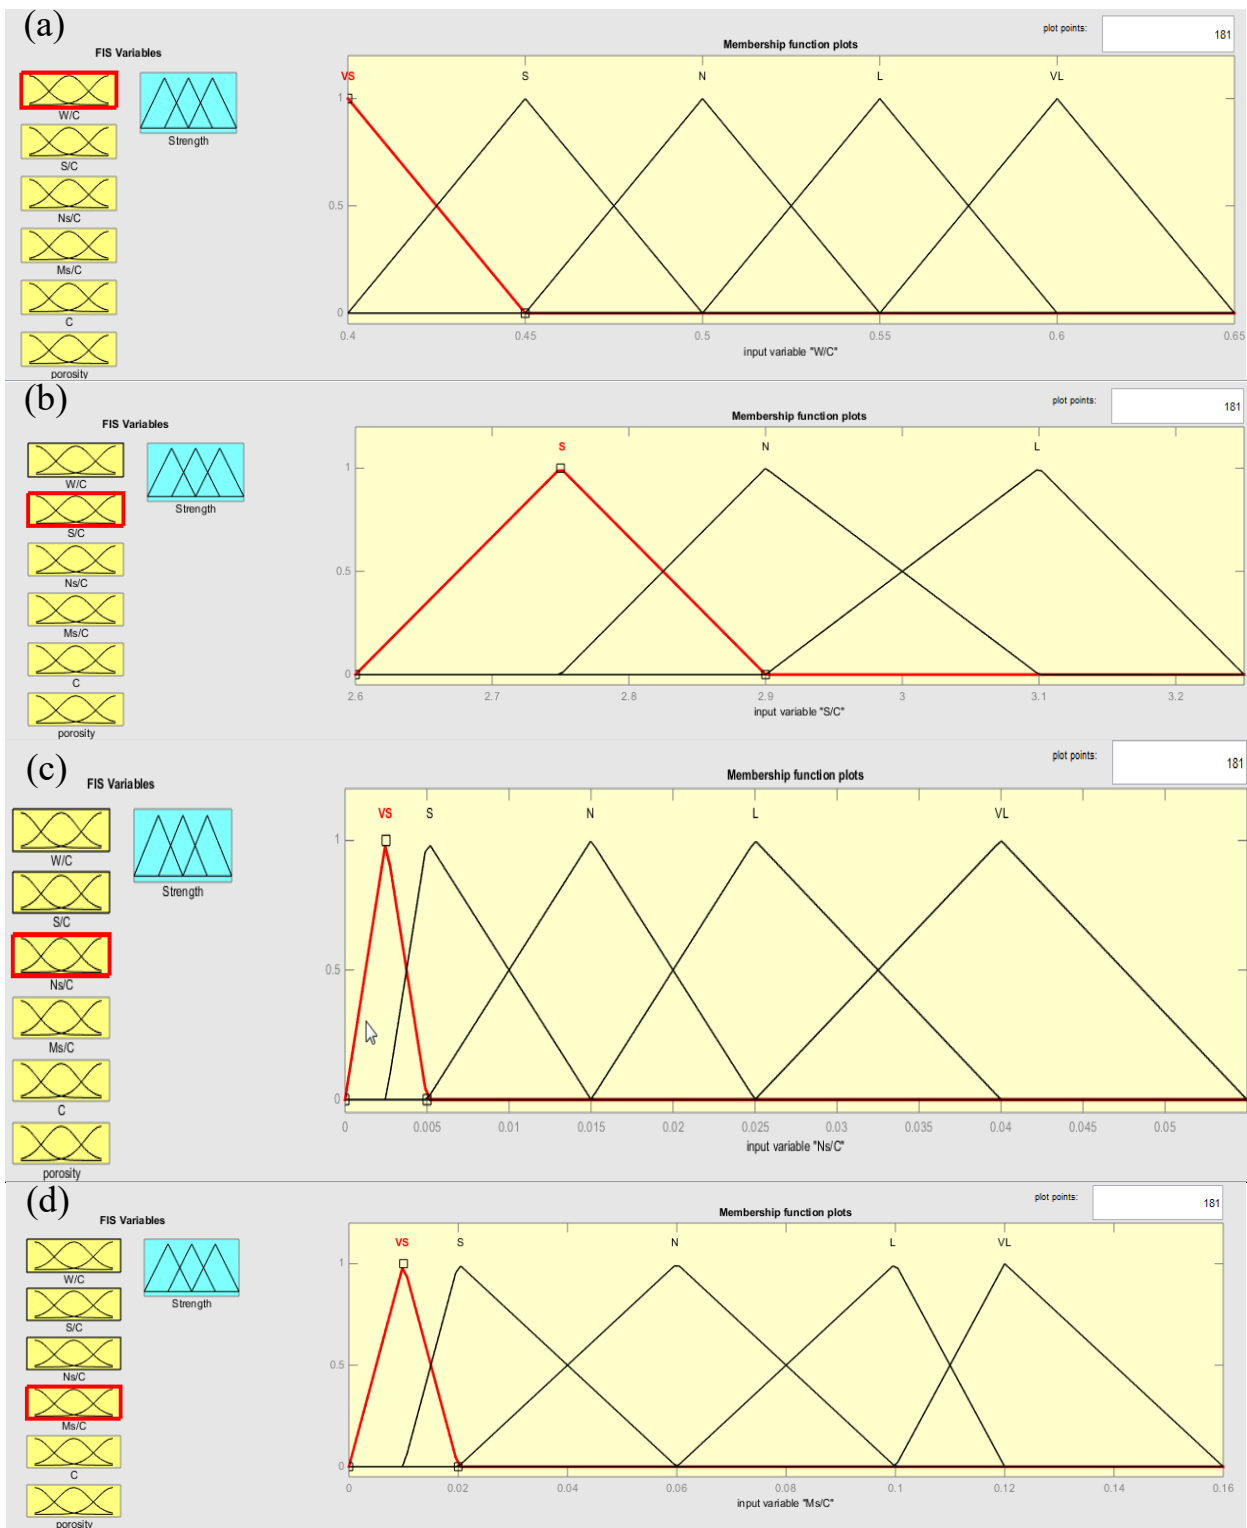 (a)
plot points:
181
FIS Variables
Membership function plots
W/C
S/C
Ns/C
Ms/C
C
porosity
Strength
VS S N L VL
1
0.5
0
0.4 0.45 0.5 0.55 0.6 0.65
input variable "W/C"
(b)
plot points:
181
FIS Variables
Membership function plots
W/C
S/C
Ns/C
Ms/C
C
porosity
Strength
S N L
1
0.5
0
2.6 2.7 2.8 2.9 3 3.1 3.2
input variable "S/C"
(c)
plot points:
181
FIS Variables
Membership function plots
W/C
S/C
Ns/C
Ms/C
C
porosity
Strength
VS S N L VL
1
0.5
0
0 0.005 0.01 0.015 0.02 0.025 0.03 0.035 0.04 0.045 0.05
input variable "Ns/C"
(d)
plot points:
181
FIS Variables
Membership function plots
W/C
S/C
Ns/C
Ms/C
C
porosity
Strength
VS S N L VL
1
0.5
0
0 0.02 0.04 0.06 0.08 0.1 0.12 0.14 0.16
input variable "Ms/C"